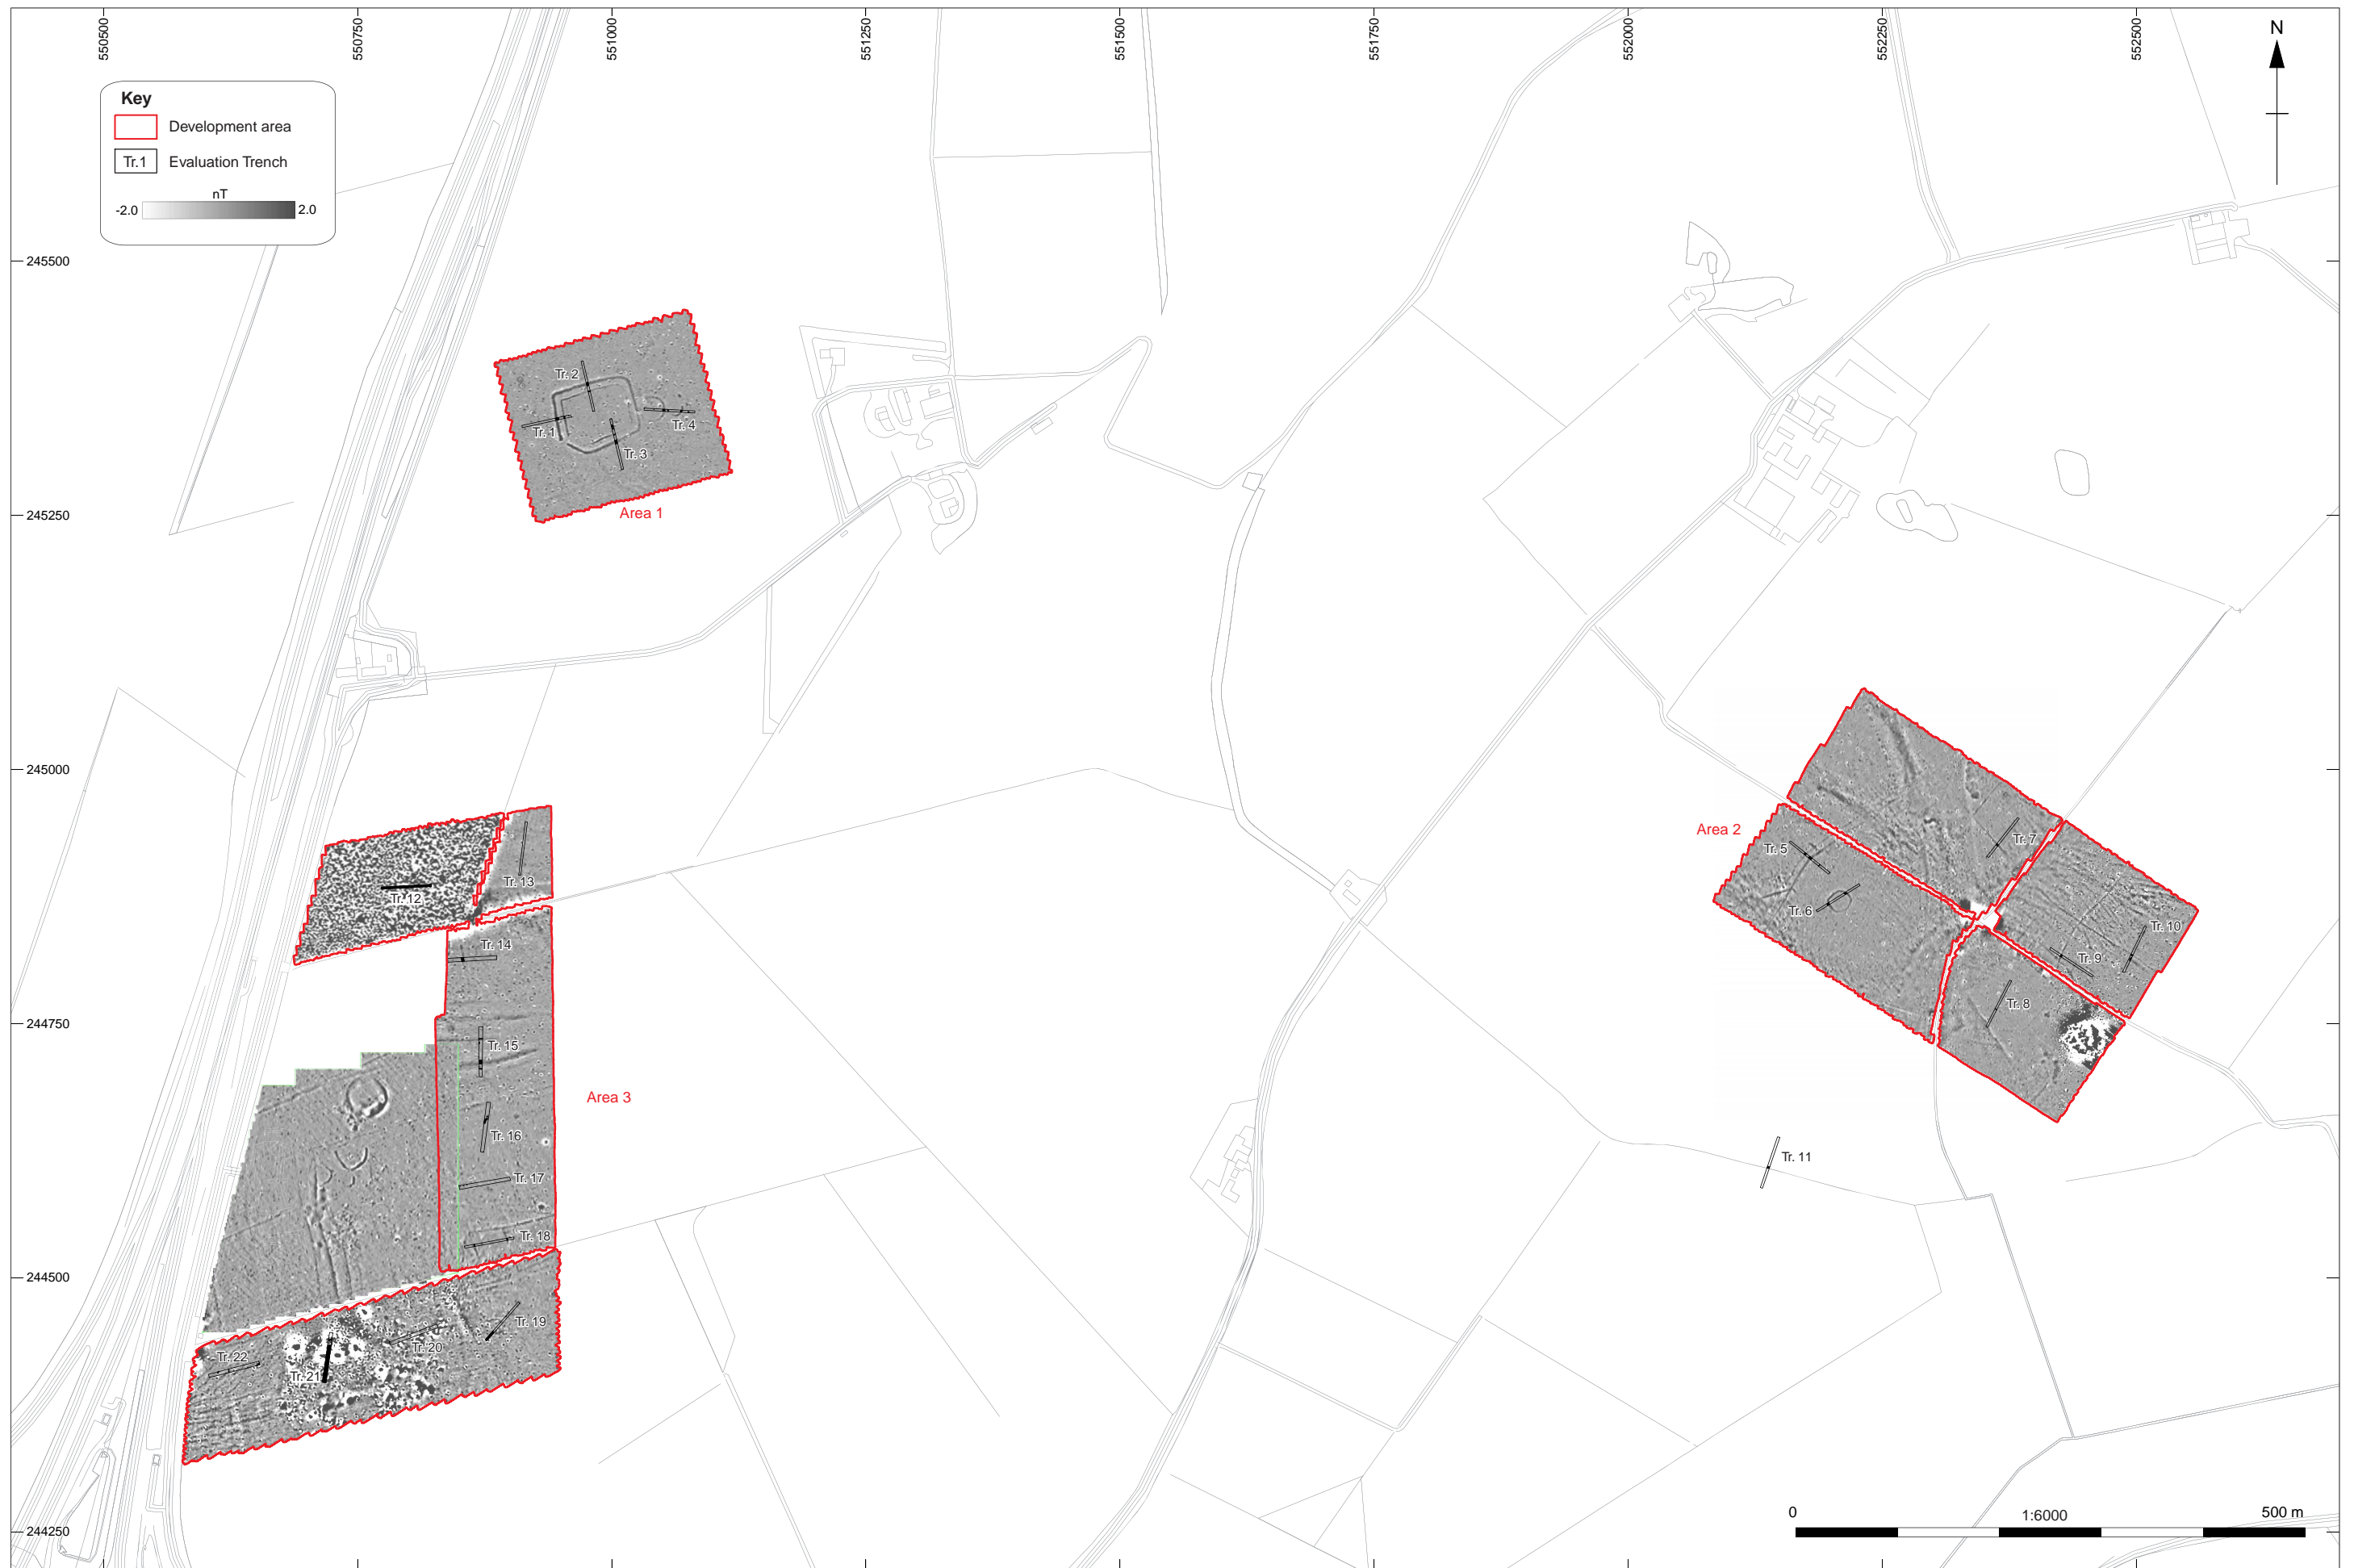 550500
550750
551000
551250
551500
551750
552000
552250
552500
N
Key
Development area
Tr.1
Evaluation Trench
nT
-2.0
2.0
245500
245250
245000
244750
244500
244250
Tr. 2
Tr. 1
Tr. 4
Tr. 3
Area 1
Area 2
Tr. 7
Tr. 5
Tr. 6
Tr. 10
Tr. 9
Tr. 8
Tr. 11
Tr. 13
Tr. 12
Tr. 14
Tr. 15
Area 3
Tr. 16
Tr. 17
Tr. 18
Tr. 19
Tr. 20
Tr. 22
Tr. 21
0
1:6000
500 m